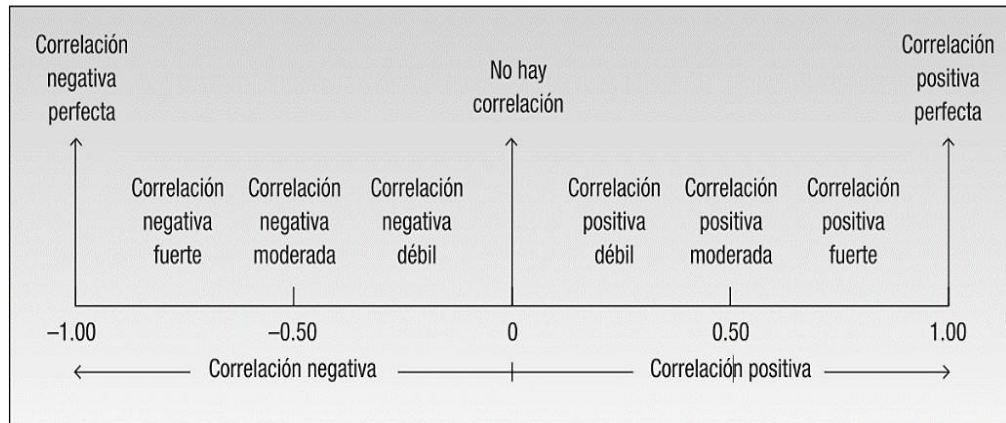 Correlación
negativa
perfecta
No hay
correlación
Correlación
positiva
perfecta
Correlación
negativa
fuerte
Correlación
negativa
moderada
Correlación
negativa
débil
Correlación
positiva
débil
Correlación
positiva
moderada
Correlación
positiva
fuerte
–1.00
–0.50
0
0.50
1.00
Correlación negativa
Correlación positiva